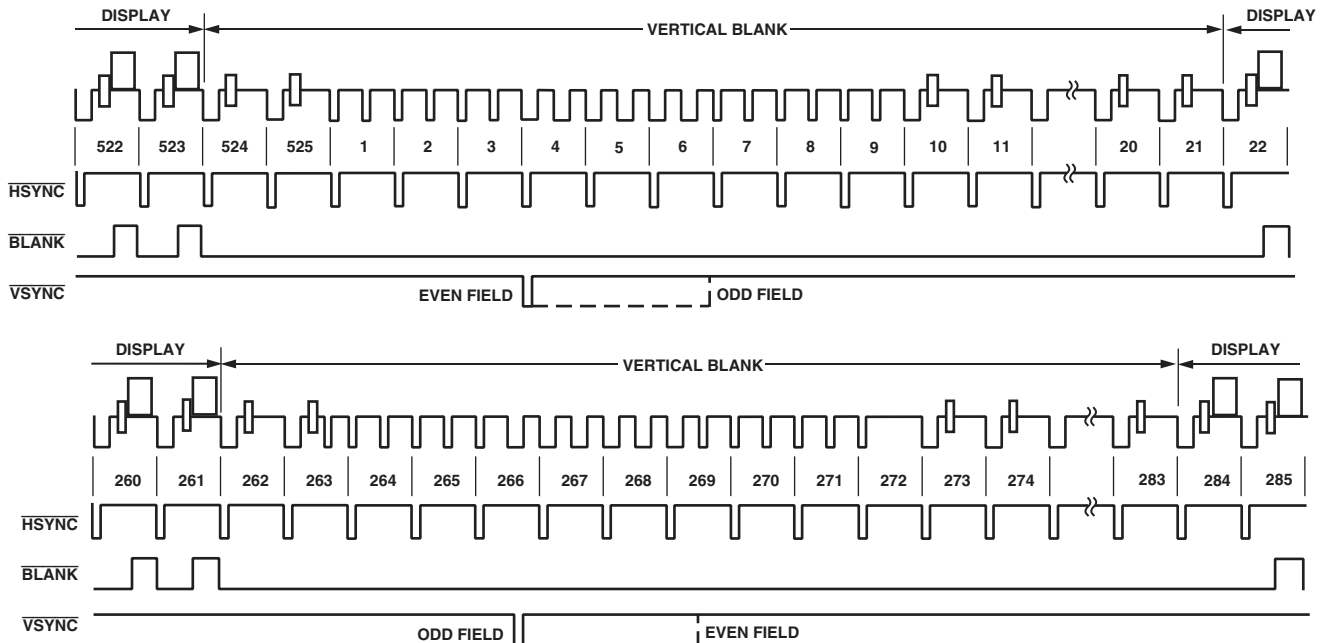 DISPLAY VERTICAL BLANK DISPLAY
522 523 524 525 1 2 3 4 5 6 7 8 9 10 11 20 21 22
HSYNC
BLANK
VSYNC
EVEN FIELD ODD FIELD
DISPLAY VERTICAL BLANK DISPLAY
260 261 262 263 264 265 266 267 268 269 270 271 272 273 274 283 284 285
HSYNC
BLANK
VSYNC
ODD FIELD EVEN FIELD